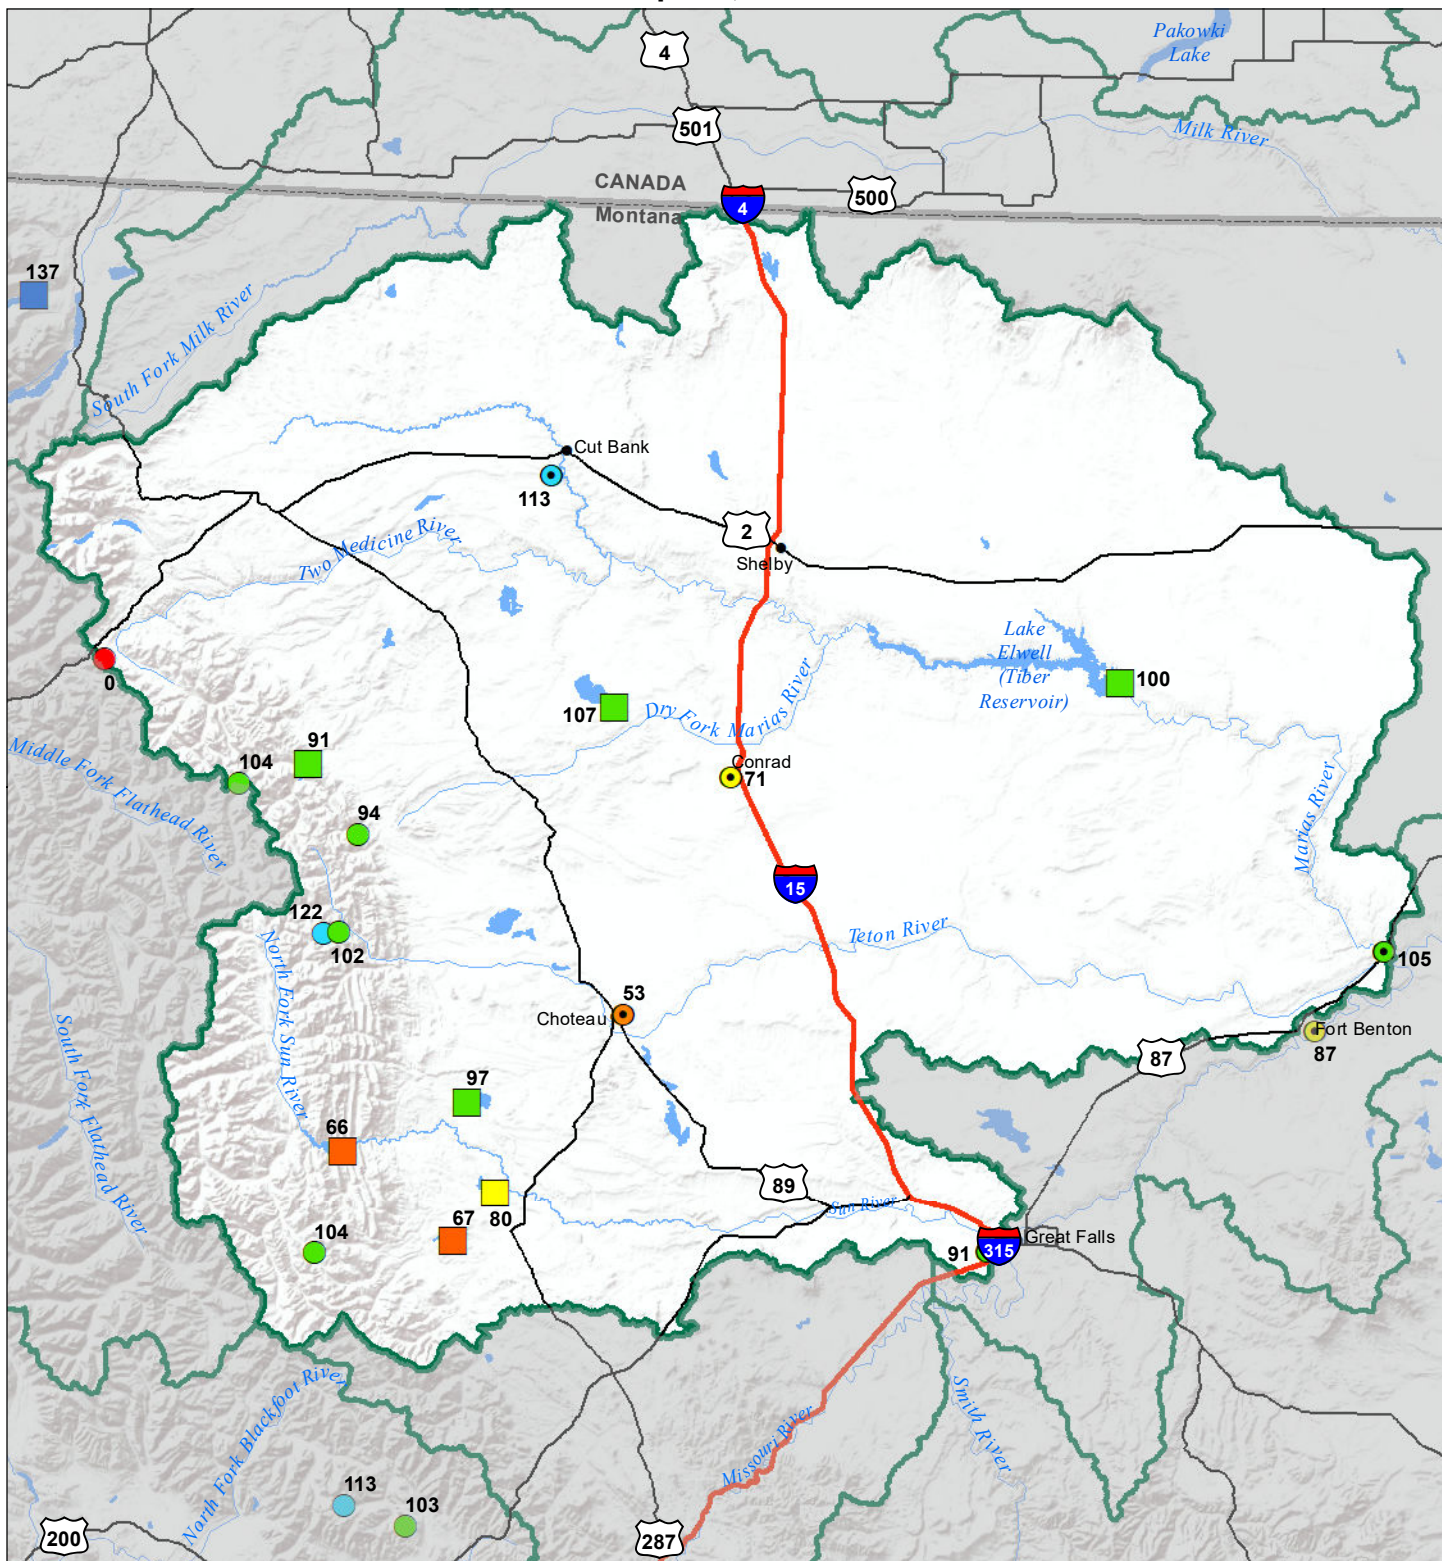 4
Pakowki
Lake
501
Milk River
CANADA
500
4
Montana
137
South Fork Milk River
Cut Bank
113
2
Two Medicine River
Shelby
Lake
Elwell
(Tiber
Reservoir)
0
100
107
Dry Fork Marias River
91
Middle Fork Flathead River
104
Conrad
71
94
Marias River
15
122
102
North Fork Sun River
Teton River
105
53
Choteau
South Fork Flathead River
Fort Benton
87
87
97
66
89
80
Sun River
67
104
91
315
Great Falls
North Fork Blackfoot River
Smith River
Missouri River
113
103
200
287